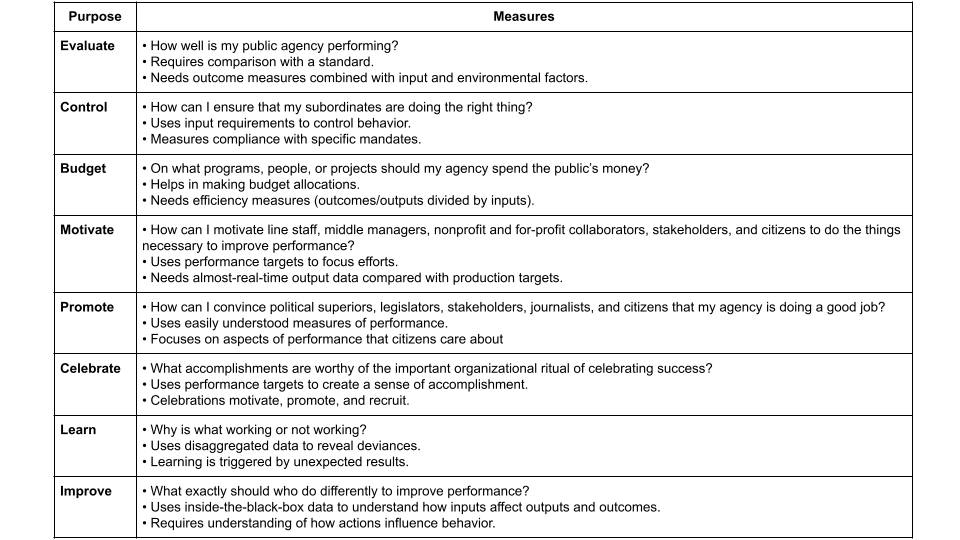 Purpose Measures
Evaluate • How well is my public agency performing?
• Requires comparison with a standard.
• Needs outcome measures combined with input and environmental factors.
Control • How can I ensure that my subordinates are doing the right thing?
• Uses input requirements to control behavior.
• Measures compliance with specific mandates.
Budget • On what programs, people, or projects should my agency spend the public's money?
• Helps in making budget allocations.
• Needs efficiency measures (outcomes/outputs divided by inputs).
Motivate • How can I motivate line staff, middle managers, nonprofit and for-profit collaborators, stakeholders, and citizens to do the things
necessary to improve performance?
• Uses performance targets to focus efforts.
• Needs almost-real-time output data compared with production targets.
Promote • How can I convince political superiors, legislators, stakeholders, journalists, and citizens that my agency is doing a good job?
• Uses easily understood measures of performance.
• Focuses on aspects of performance that citizens care about
Celebrate • What accomplishments are worthy of the important organizational ritual of celebrating success?
• Uses performance targets to create a sense of accomplishment.
• Celebrations motivate, promote, and recruit.
Learn • Why is what working or not working?
• Uses disaggregated data to reveal deviances.
• Learning is triggered by unexpected results.
Improve • What exactly should who do differently to improve performance?
• Uses inside-the-black-box data to understand how inputs affect outputs and outcomes.
• Requires understanding of how actions influence behavior.